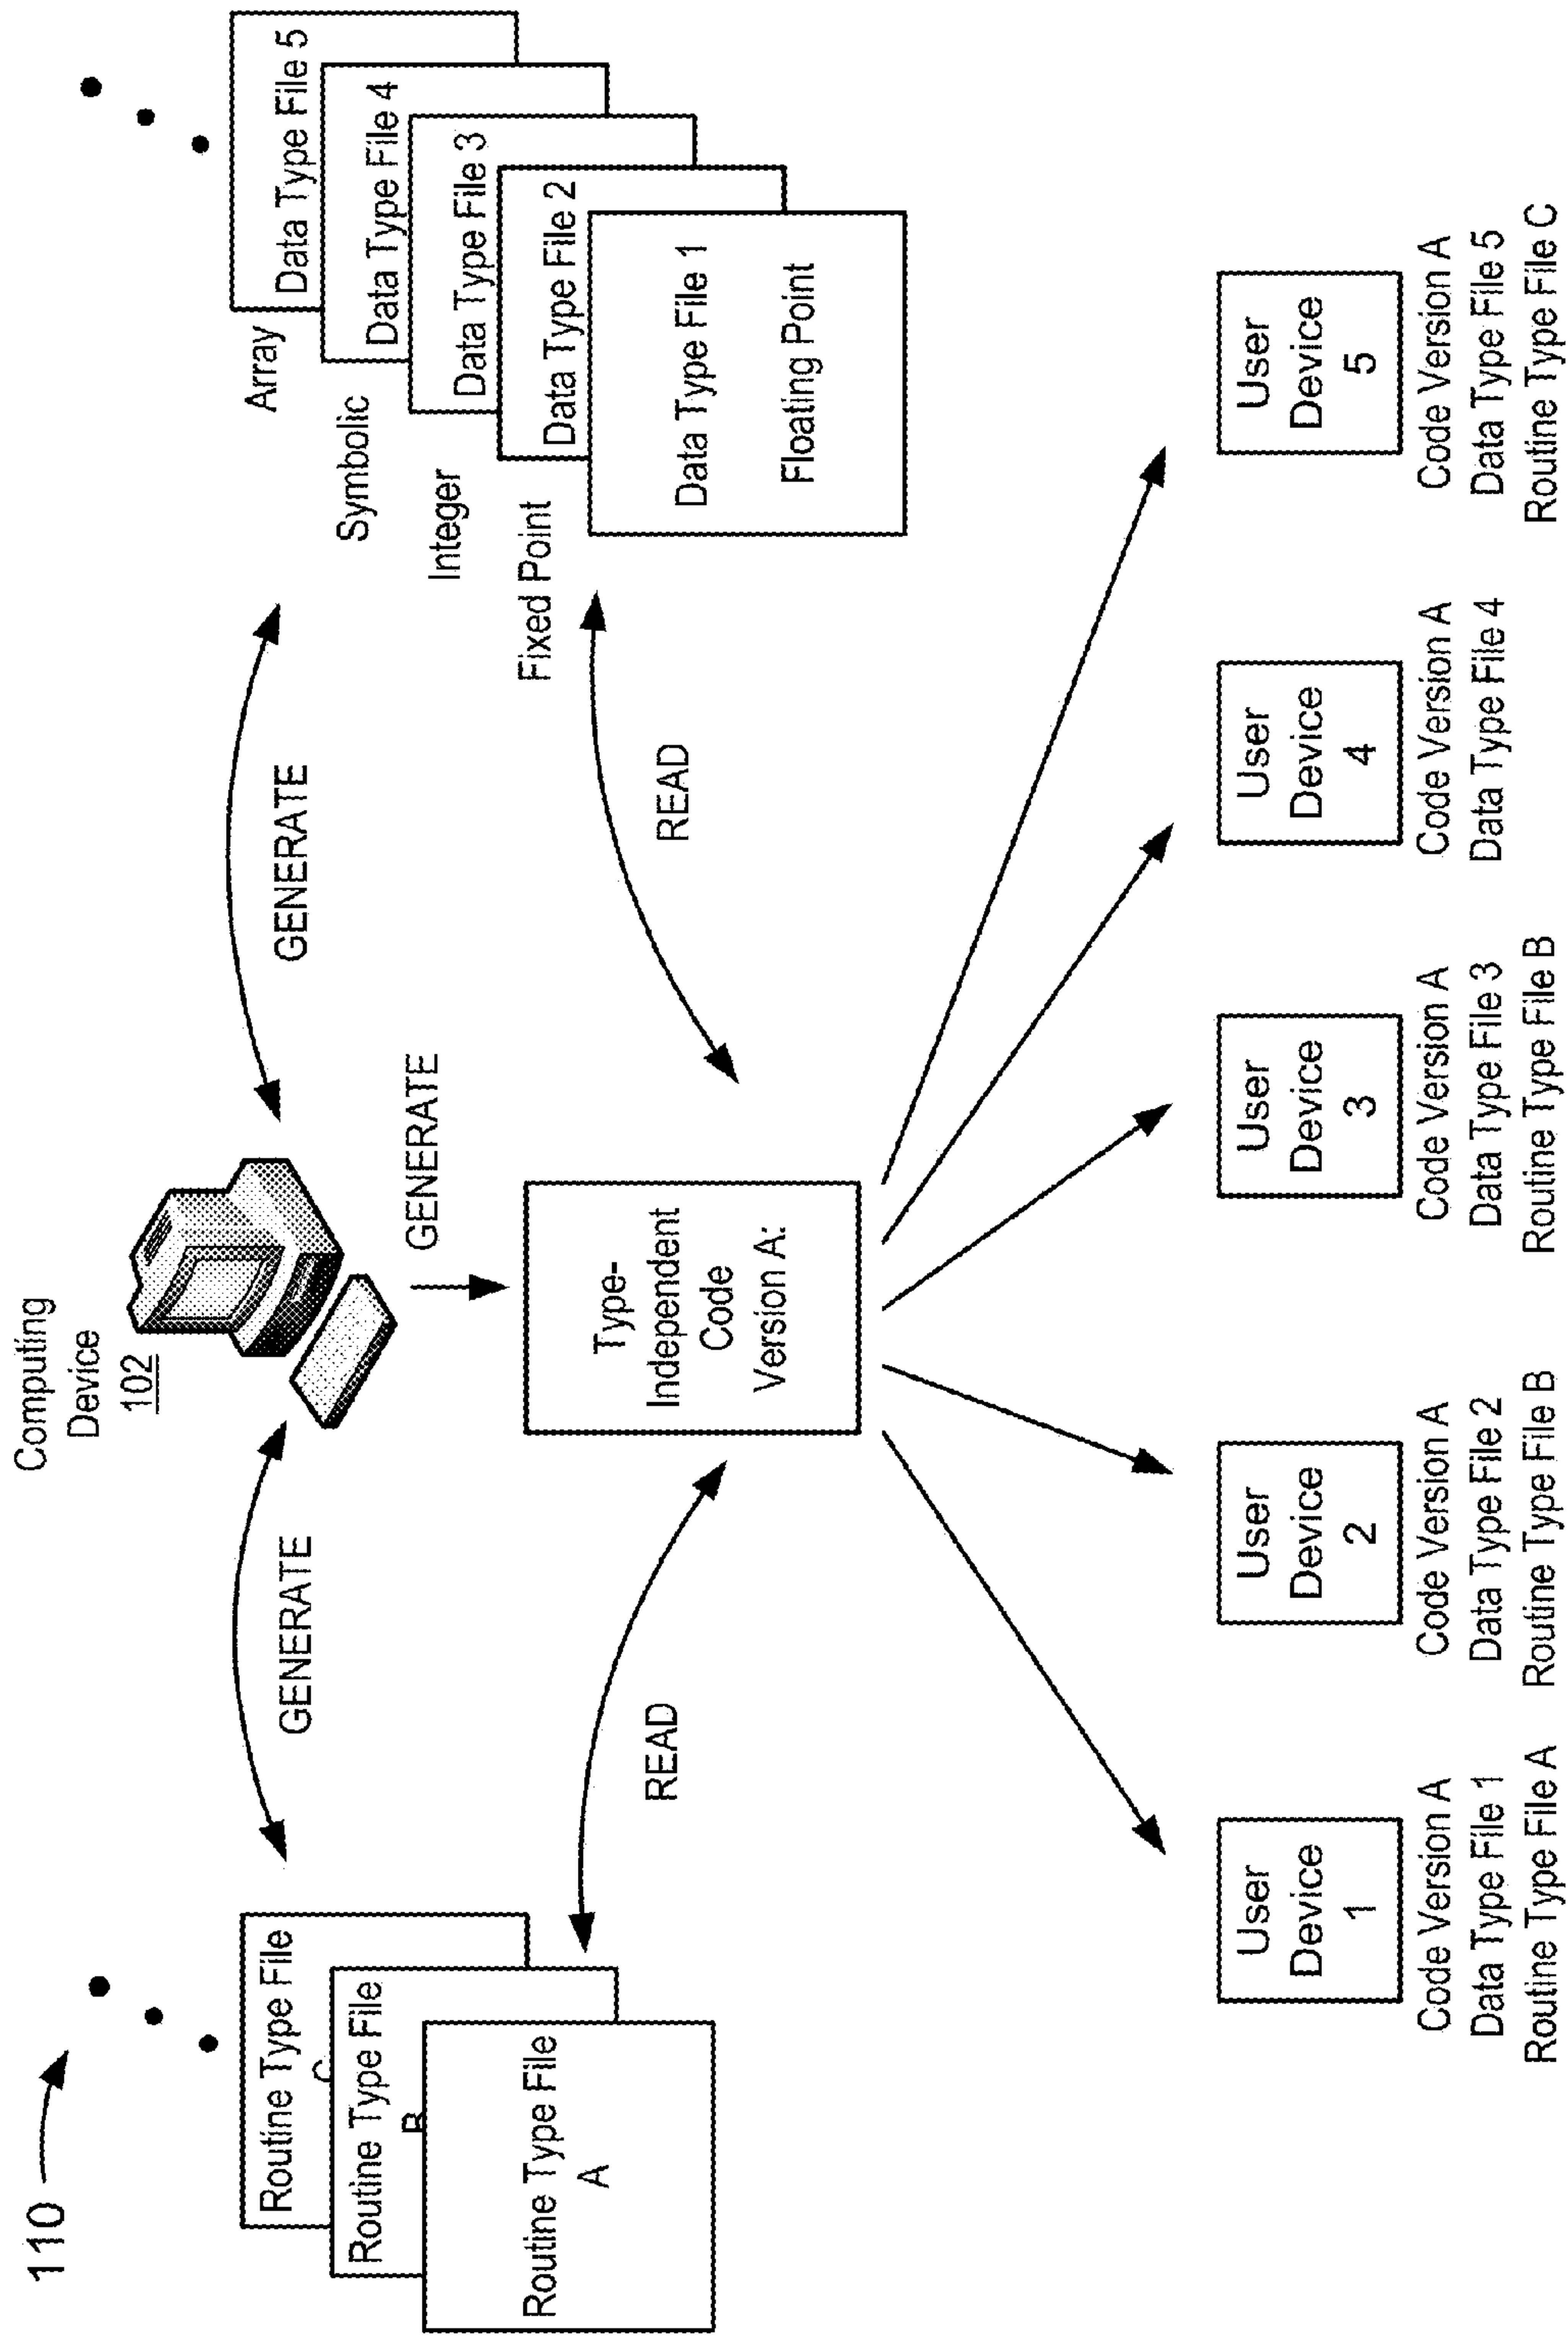 110
Computing
Device
102
Routine Type File
C
Routine Type File
B
Routine Type File
A
GENERATE
GENERATE
GENERATE
Array
Data Type File 5
Symbolic
Data Type File 4
Integer
Data Type File 3
Fixed Point
Data Type File 2
Data Type File 1
Floating Point
READ
READ
Type-
Independent
Code
Version A:
User
Device
1
Code Version A
Data Type File 1
Routine Type File A
User
Device
2
Code Version A
Data Type File 2
Routine Type File B
User
Device
3
Code Version A
Data Type File 3
Routine Type File B
User
Device
4
Code Version A
Data Type File 4
User
Device
5
Code Version A
Data Type File 5
Routine Type File C